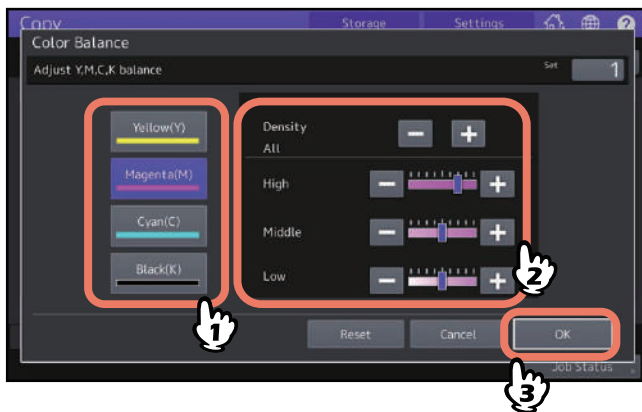 Copy
Storage
Settings
?
Color Balance
Adjust Y,M,C,K balance
Set
1
Yellow(Y)
Magenta(M)
Cyan(C)
Black(K)
Density
All
High
Middle
Low
1
2
Reset
Cancel
OK
Job Status
3